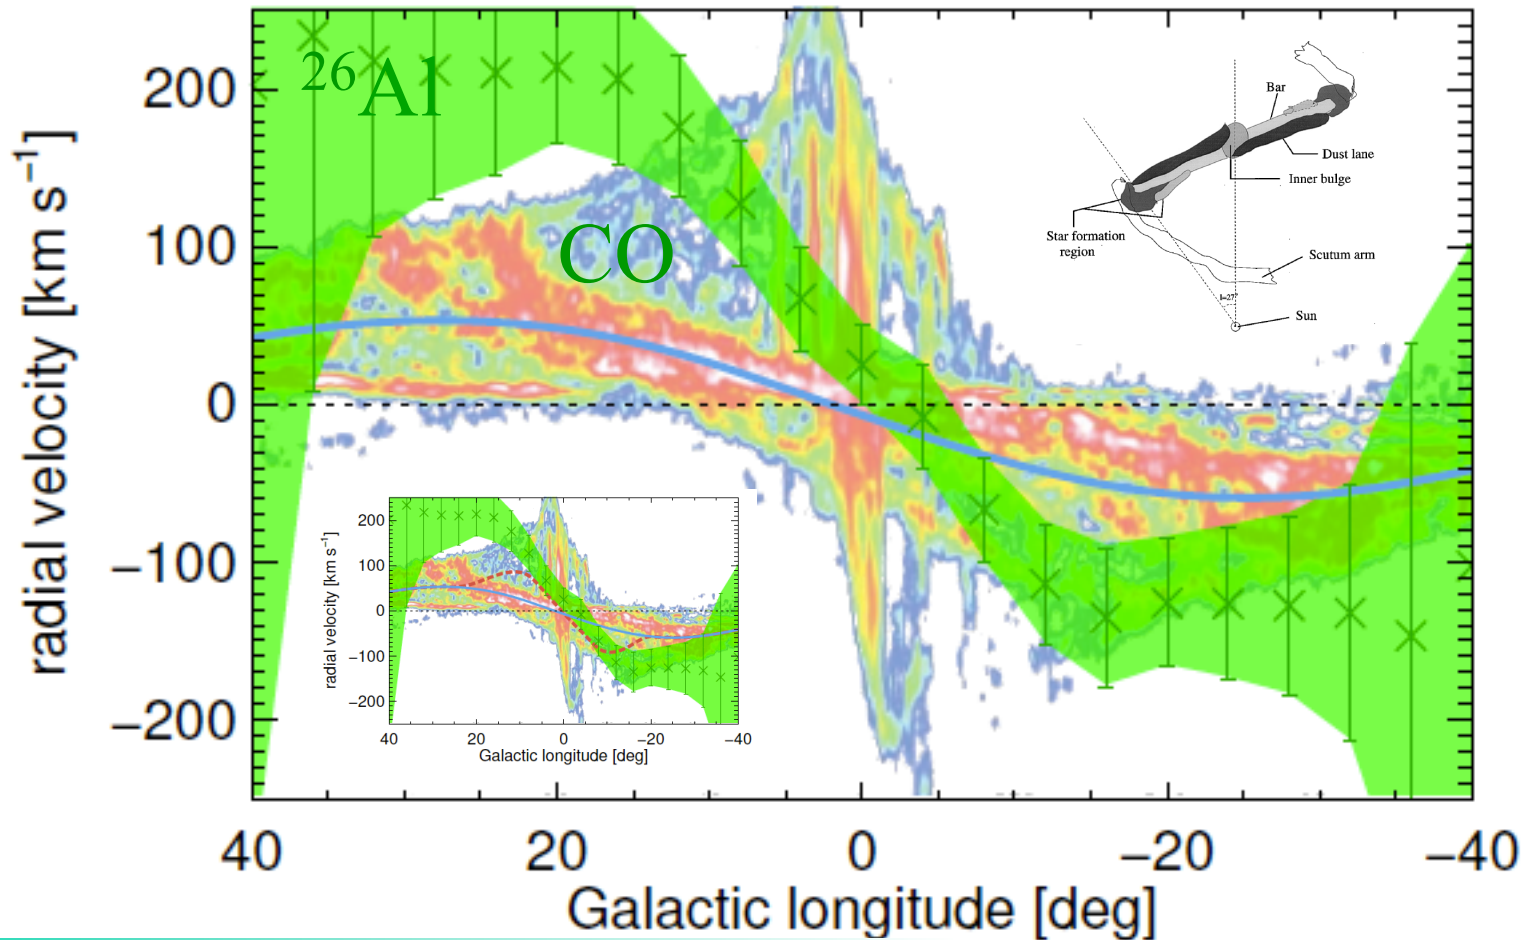 radial velocity [km s⁻¹]
200
100
0
−100
−200
40
20
0
−20
−40
Galactic longitude [deg]
²⁶Al
CO
Bar
Dust lane
Inner bulge
Star formation
region
Scutum arm
l=27°
Sun
radial velocity [km s⁻¹]
200
100
0
−100
−200
40
20
0
−20
−40
Galactic longitude [deg]